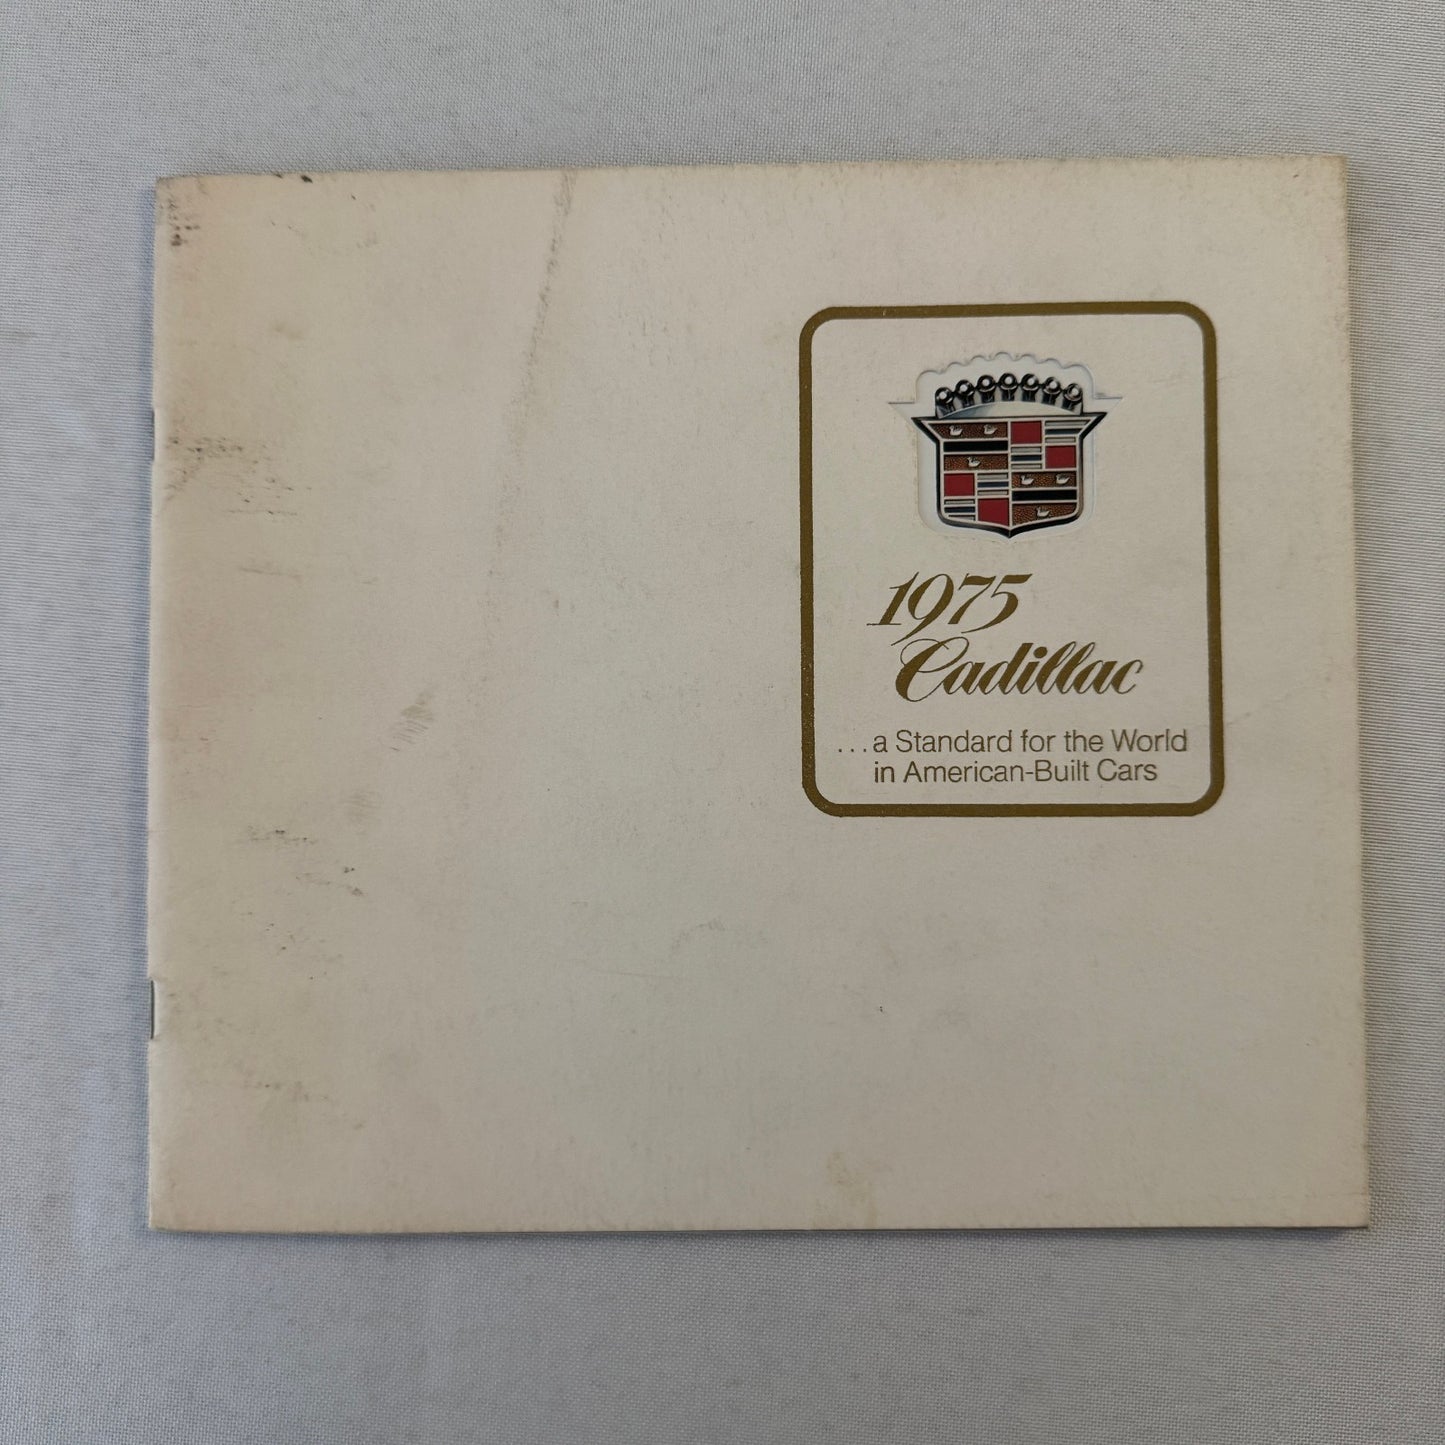 1975
Cadillac
...a Standard for the World
in American-Built Cars